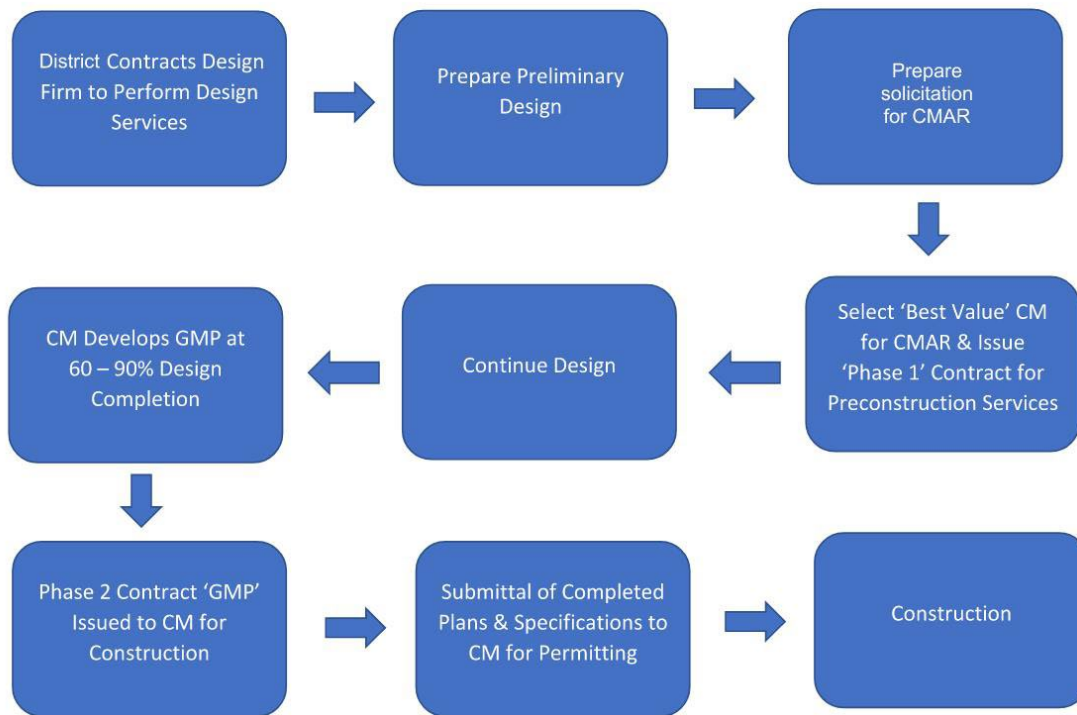 District Contracts Design
Firm to Perform Design
Services
Prepare Preliminary
Design
Prepare
solicitation
for CMAR
Select ‘Best Value’ CM
for CMAR & Issue
‘Phase 1’ Contract for
Preconstruction Services
Continue Design
CM Develops GMP at
60 – 90% Design
Completion
Phase 2 Contract ‘GMP’
Issued to CM for
Construction
Submittal of Completed
Plans & Specifications to
CM for Permitting
Construction